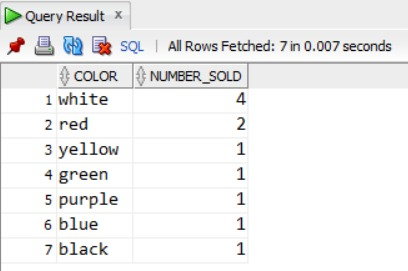 Query Result x
SQL | All Rows Fetched: 7 in 0.007 seconds
COLOR NUMBER_SOLD
1 white 4
2 red 2
3 yellow 1
4 green 1
5 purple 1
6 blue 1
7 black 1